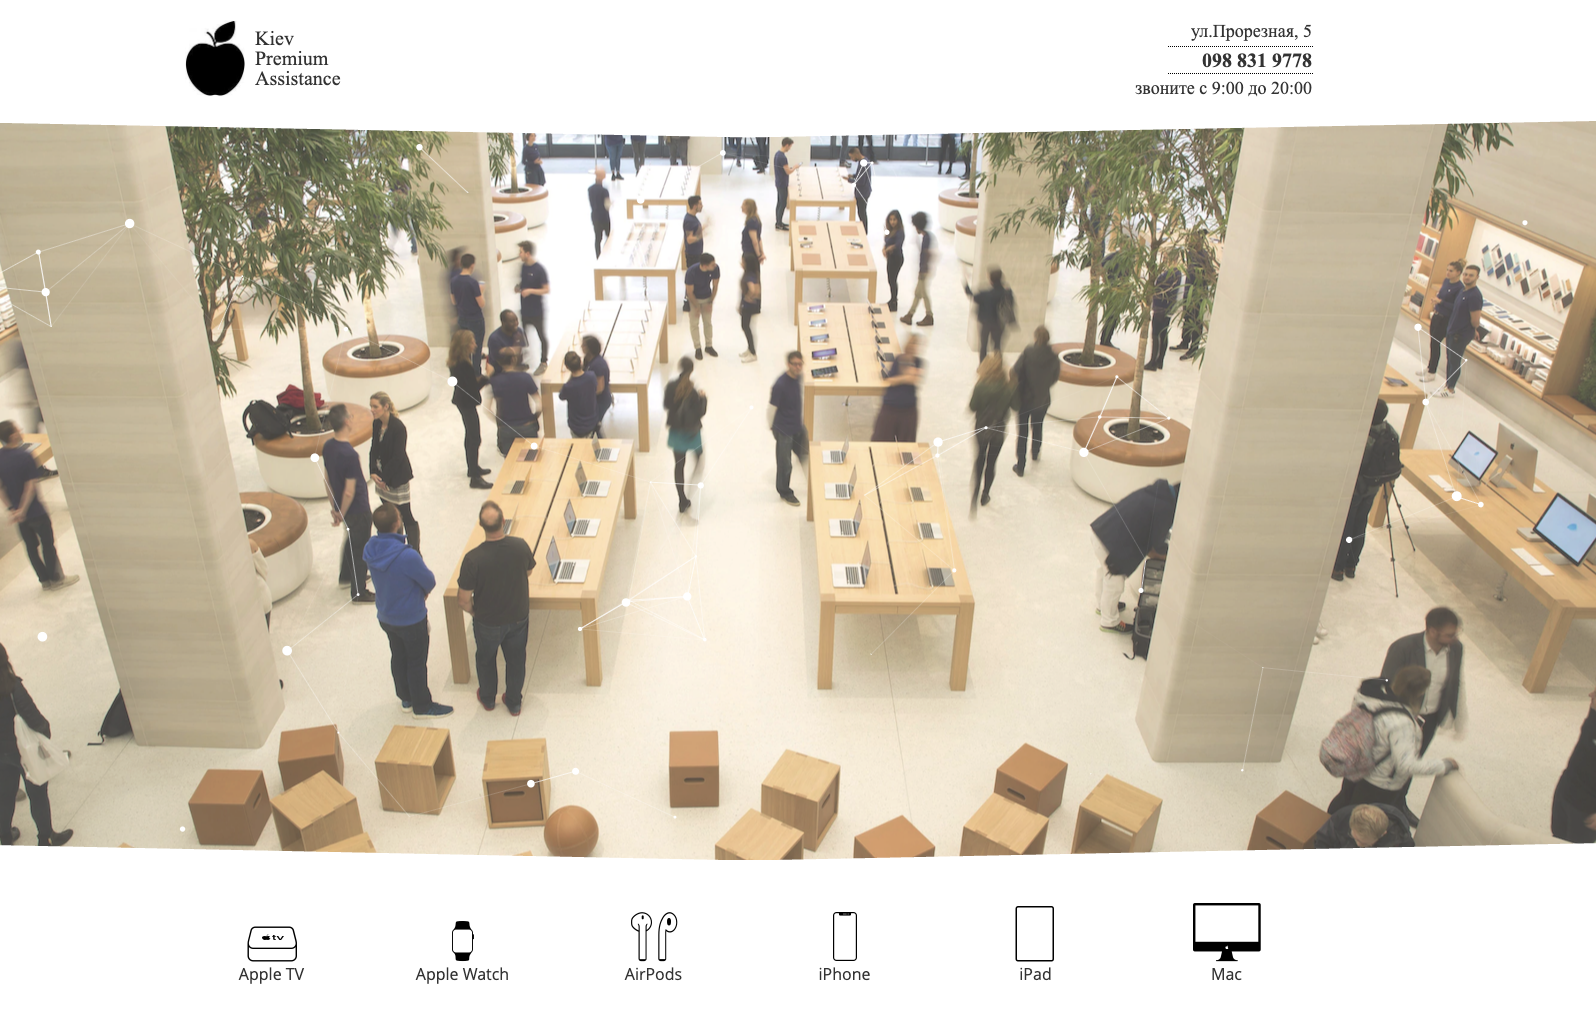 Kiev
Premium
Assistance
ул.Прорезная, 5
098 831 9778
звоните с 9:00 до 20:00
tv
Apple TV
Apple Watch
AirPods
iPhone
iPad
Mac